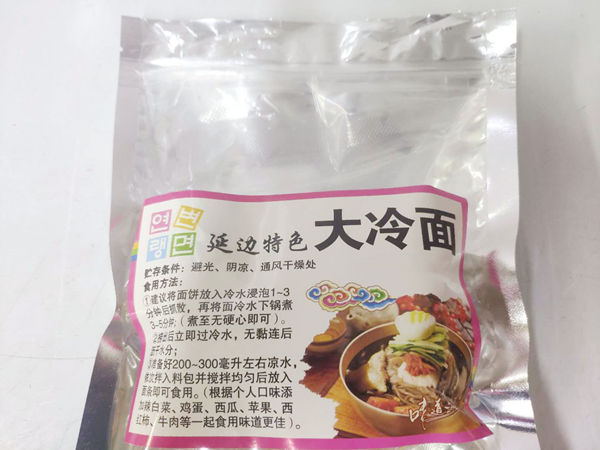 연변
랭면
延边特色 大冷面
贮存条件：避光、阴凉、通风干燥处
食用方法：
①建议将面饼放入冷水浸泡1~3
分钟后抓散，再将面冷水下锅煮
3~5分钟；（煮至无硬心即可）。
②捞出后立即过冷水，无黏连后
沥干水分；
准备好200~300毫升左右凉水，
依次拌入料包并搅拌均匀后放入
面条即可食用。（根据个人口味添
加辣白菜、鸡蛋、西瓜、苹果、西
红柿、牛肉等一起食用味道更佳）。
味道